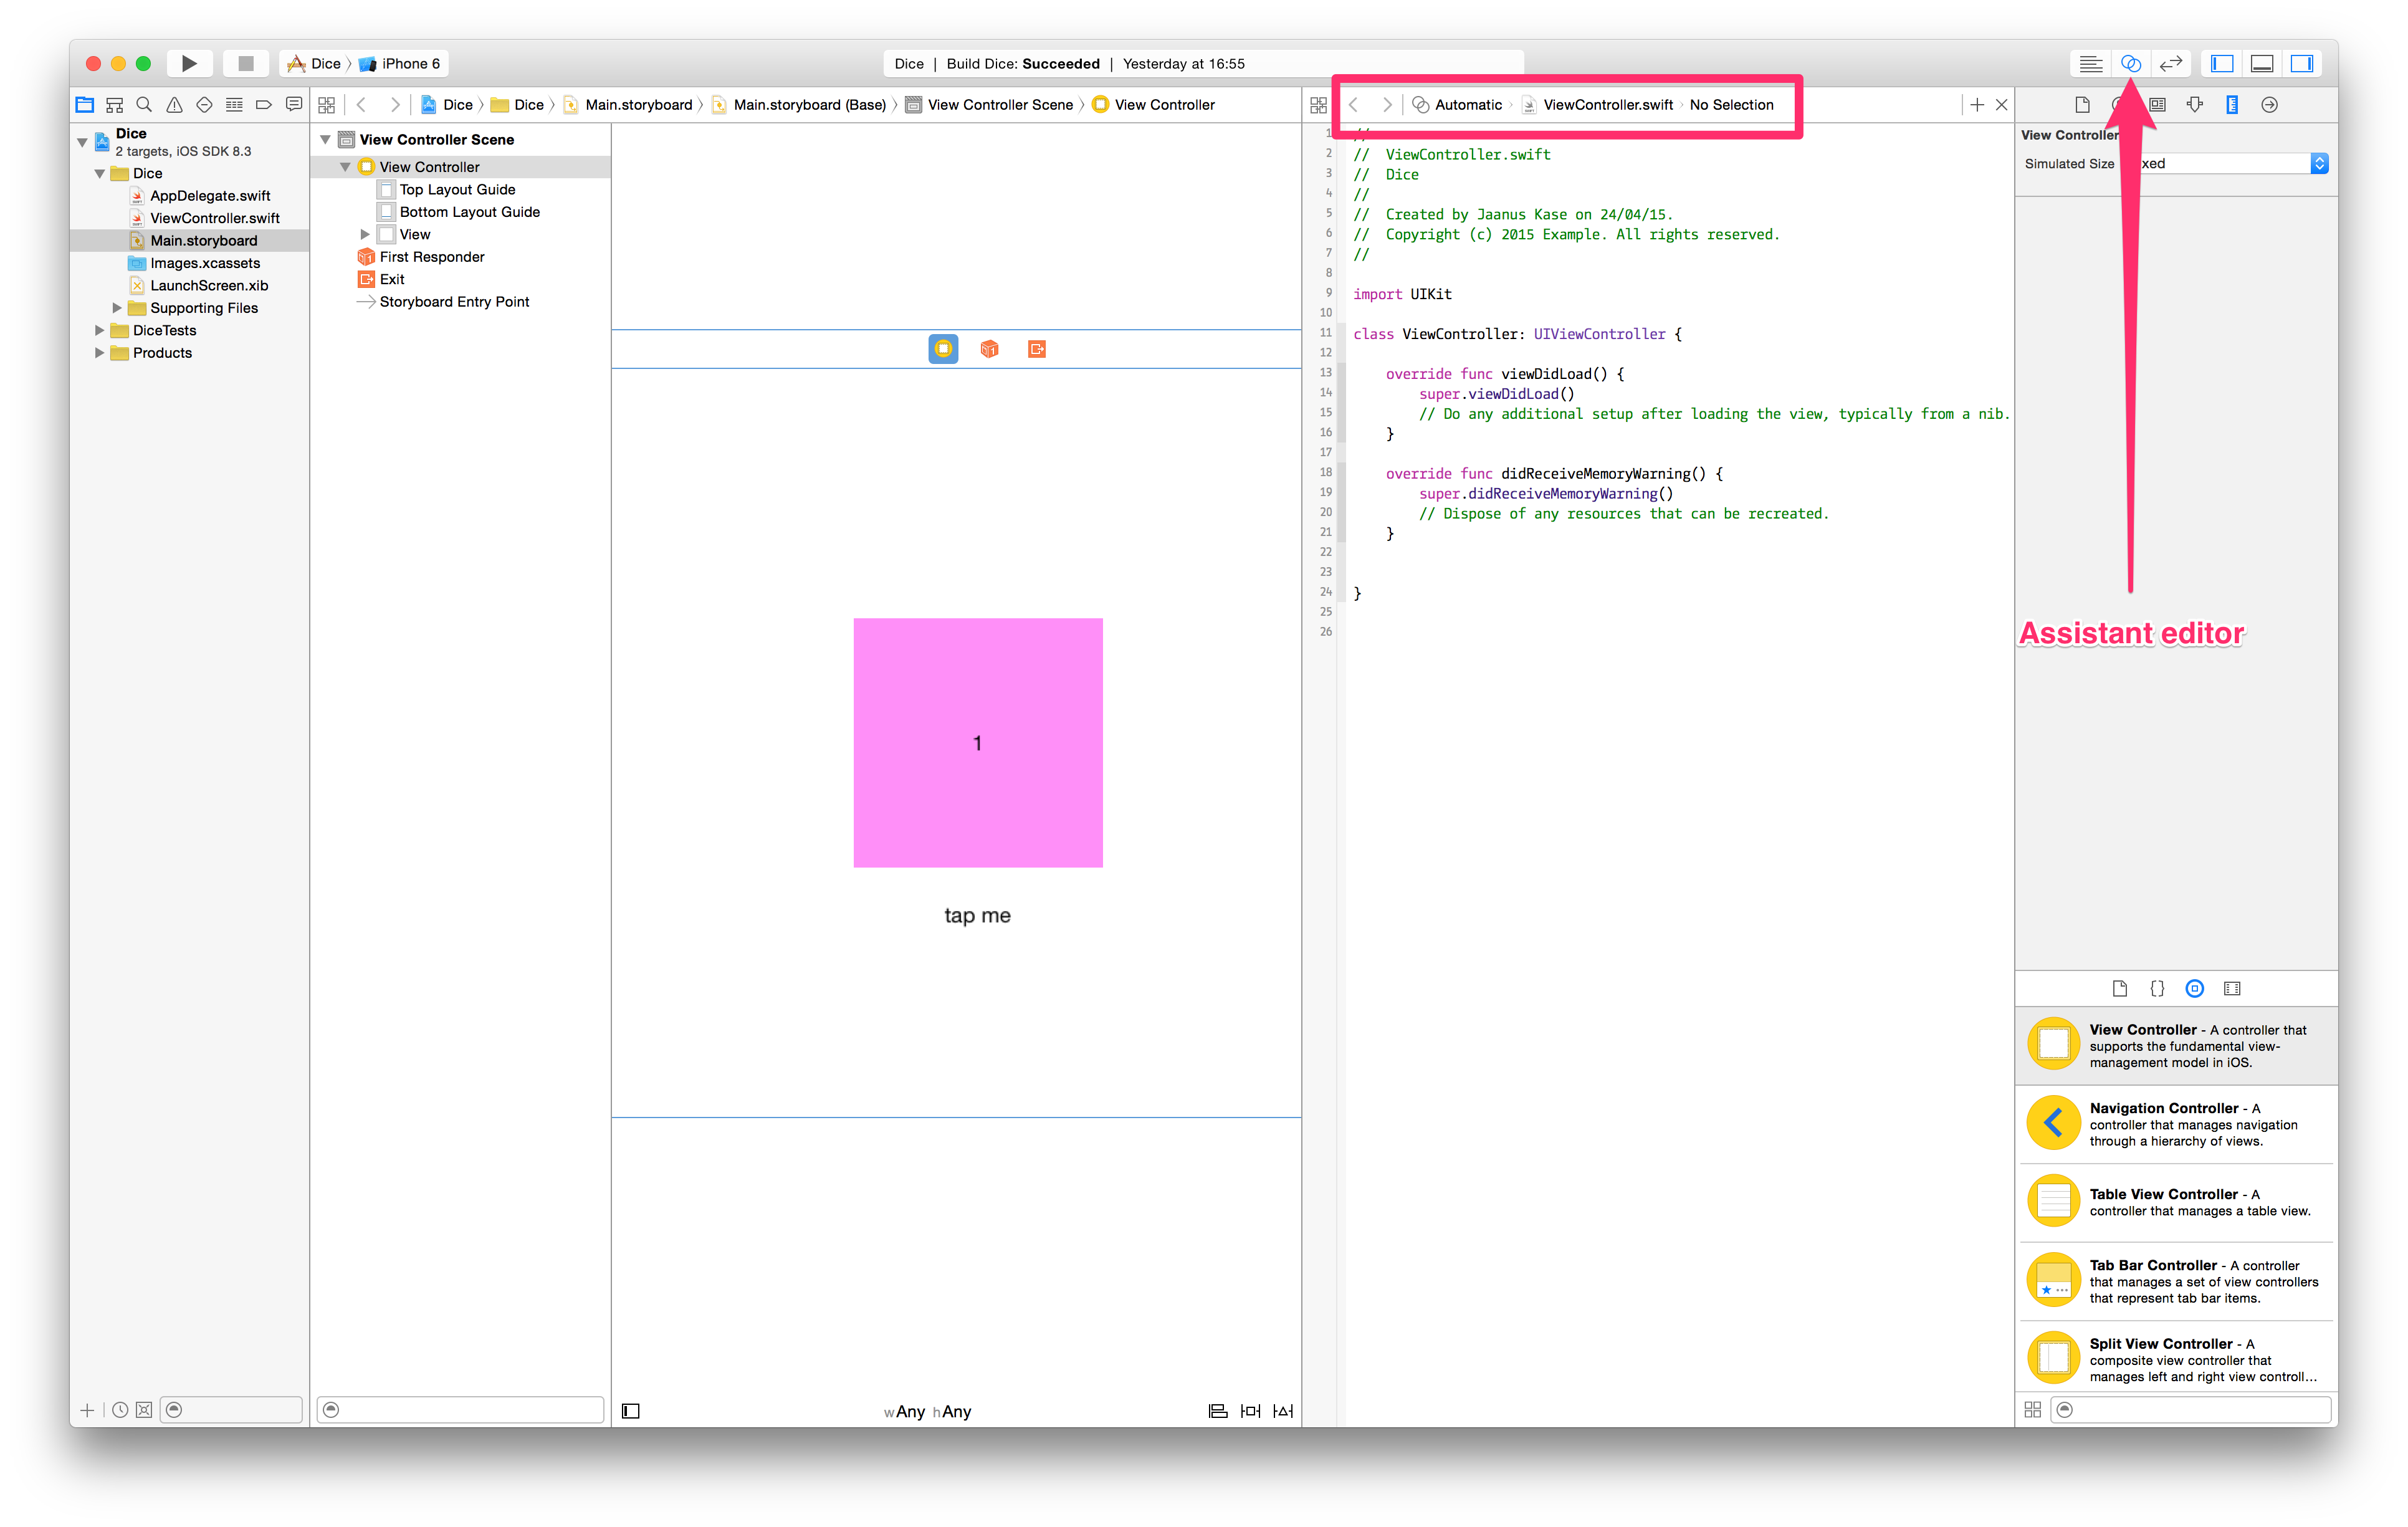 Dice
iPhone 6
Dice | Build Dice: Succeeded | Yesterday at 16:55
Dice
Dice
Main.storyboard
Main.storyboard (Base)
View Controller Scene
View Controller
Automatic
ViewController.swift
No Selection
Dice
2 targets, iOS SDK 8.3
Dice
AppDelegate.swift
ViewController.swift
Main.storyboard
Images.xcassets
LaunchScreen.xib
Supporting Files
DiceTests
Products
View Controller Scene
View Controller
Top Layout Guide
Bottom Layout Guide
View
First Responder
Exit
Storyboard Entry Point
1
tap me
wAny hAny
1 //
2 // ViewController.swift
3 // Dice
4 //
5 // Created by Jaanus Kase on 24/04/15.
6 // Copyright (c) 2015 Example. All rights reserved.
7 //
8
9 import UIKit
10
11 class ViewController: UIViewController {
12
13 override func viewDidLoad() {
14 super.viewDidLoad()
15 // Do any additional setup after loading the view, typically from a nib.
16 }
17
18 override func didReceiveMemoryWarning() {
19 super.didReceiveMemoryWarning()
20 // Dispose of any resources that can be recreated.
21 }
22
23
24 }
25
26
View Controller
Simulated Size
Assistant editor
View Controller - A controller that
supports the fundamental view-
management model in iOS.
Navigation Controller - A
controller that manages navigation
through a hierarchy of views.
Table View Controller - A
controller that manages a table view.
Tab Bar Controller - A controller
that manages a set of view controllers
that represent tab bar items.
Split View Controller - A
composite view controller that
manages left and right view controll...